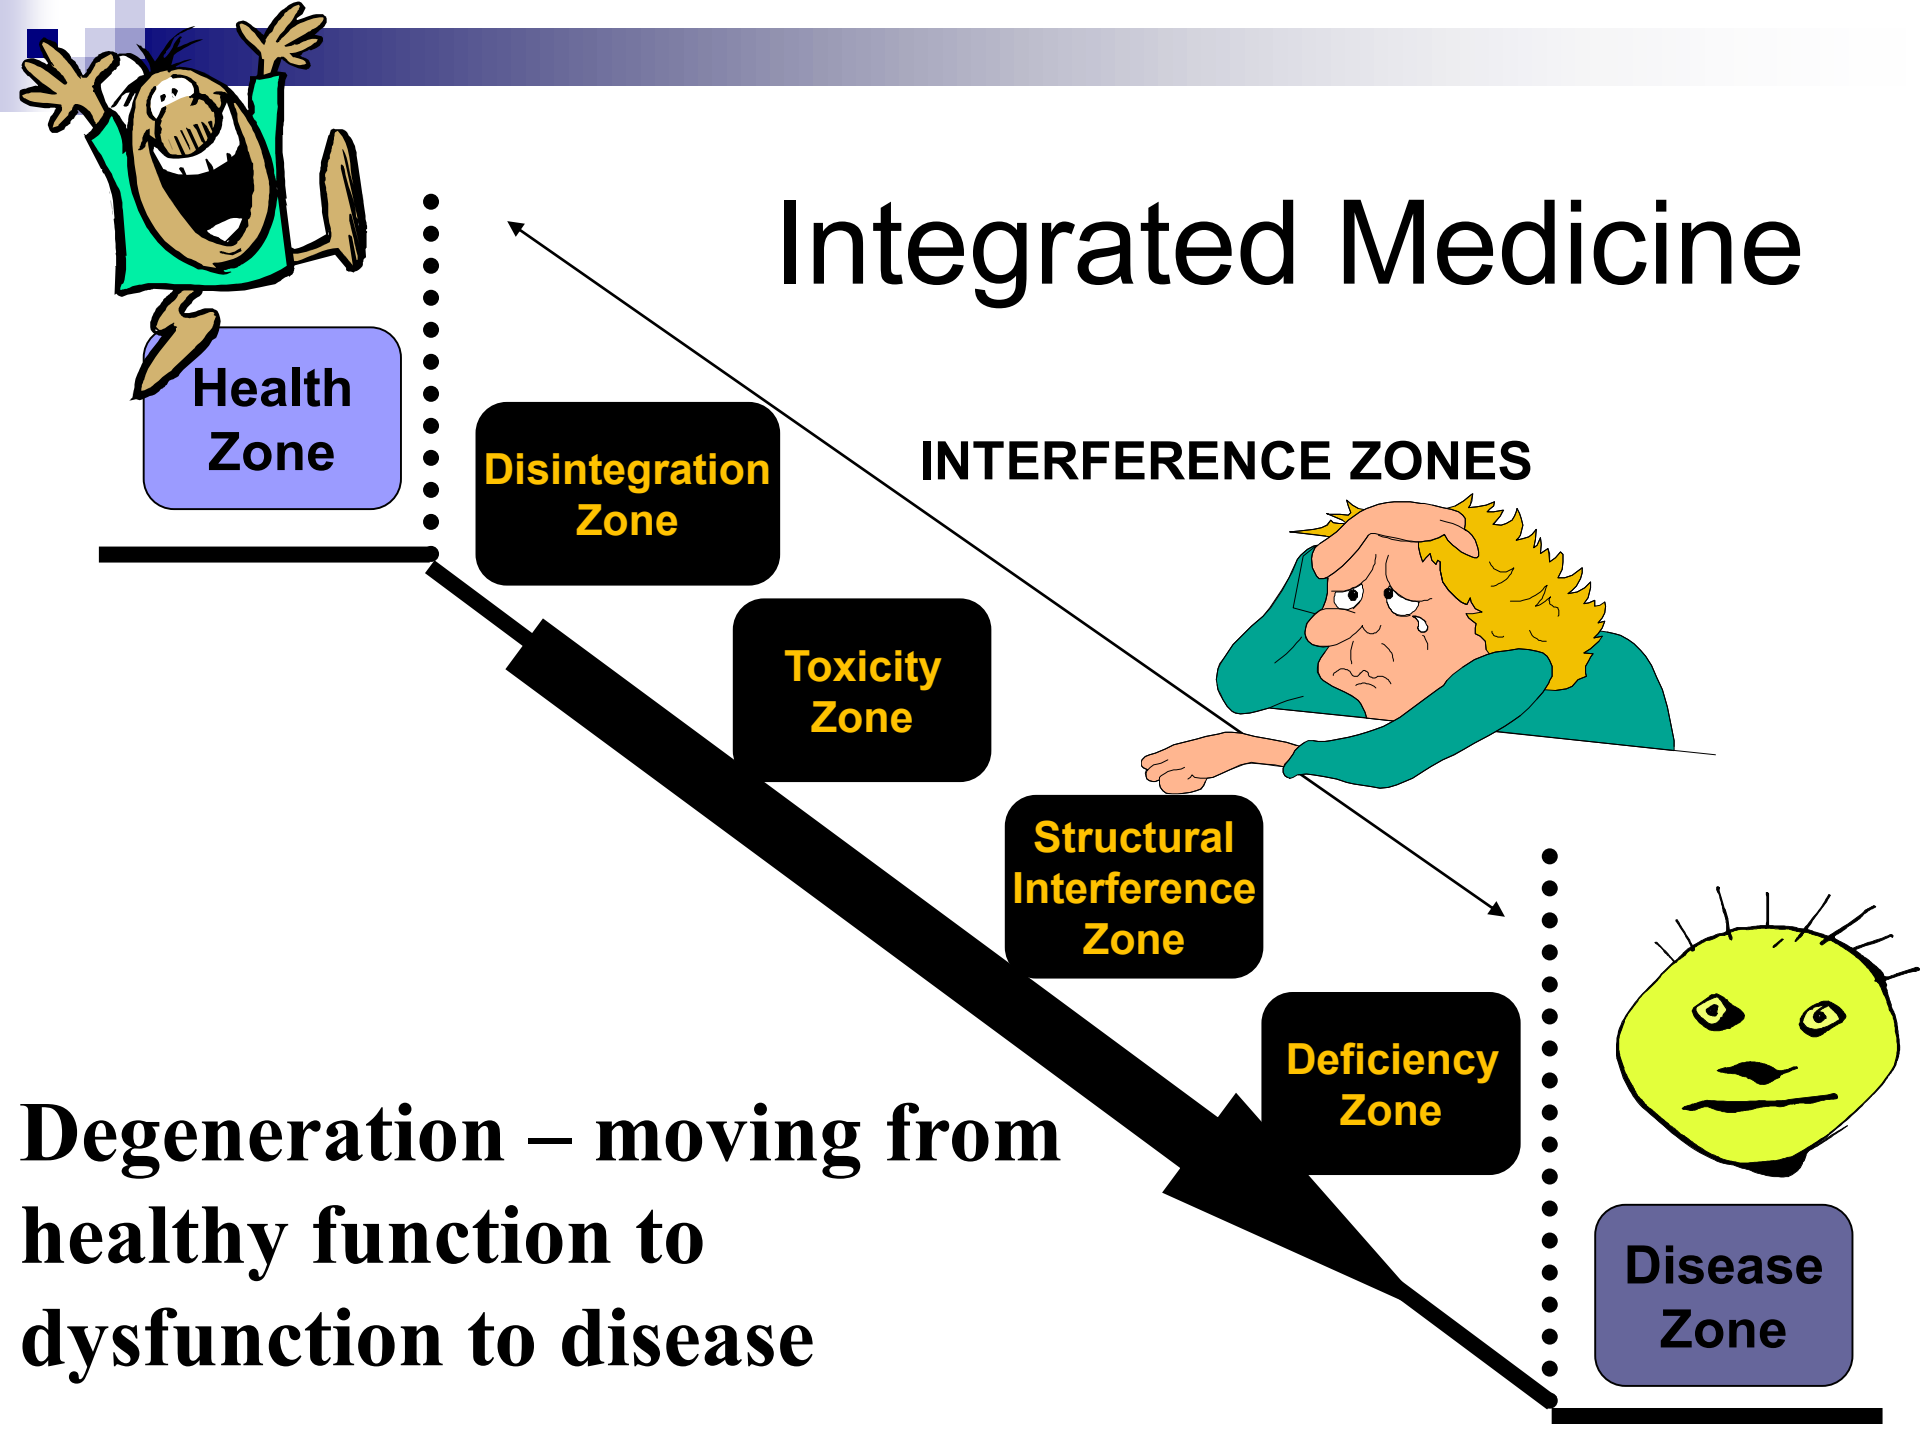 Integrated Medicine
Health
Zone
Disintegration
Zone
INTERFERENCE ZONES
Toxicity
Zone
Structural
Interference
Zone
Deficiency
Zone
Degeneration – moving from
healthy function to
dysfunction to disease
Disease
Zone